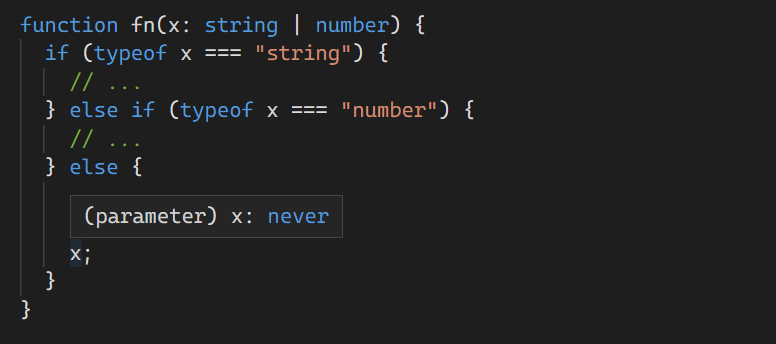 function fn(x: string | number) {
  if (typeof x === "string") {
    // ...
  } else if (typeof x === "number") {
    // ...
  } else {
    (parameter) x: never
    x;
  }
}